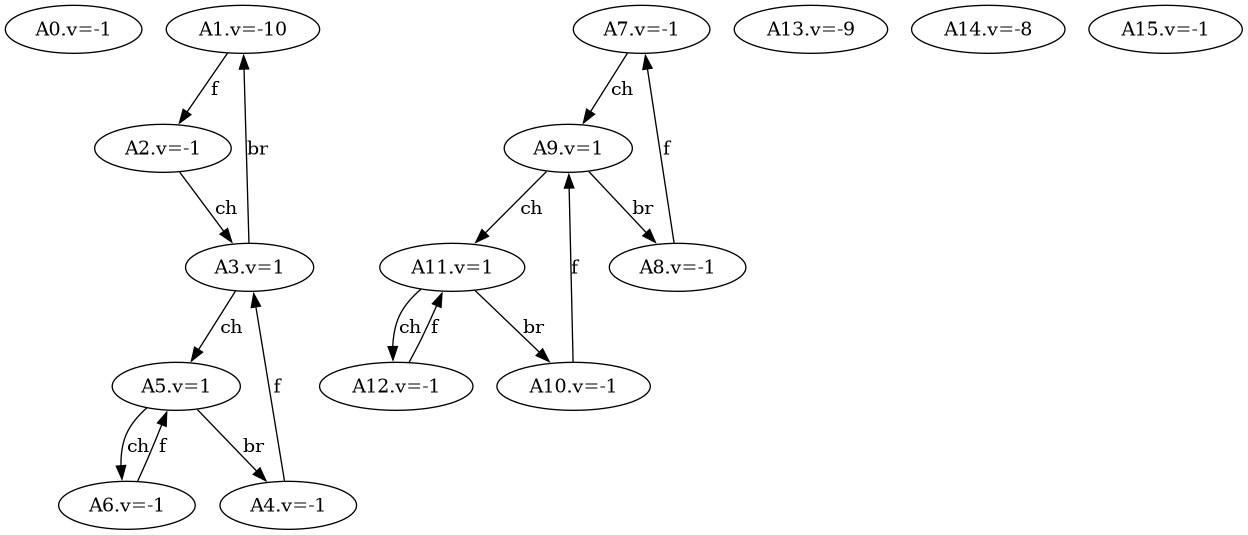 A0.v=-1
A1.v=-10
A7.v=-1
A13.v=-9
A14.v=-8
A15.v=-1
f
ch
A2.v=-1
br
A9.v=1
f
ch
ch
br
A3.v=1
A11.v=1
f
A8.v=-1
ch
ch
f
br
A5.v=1
f
A12.v=-1
A10.v=-1
ch
f
br
A6.v=-1
A4.v=-1